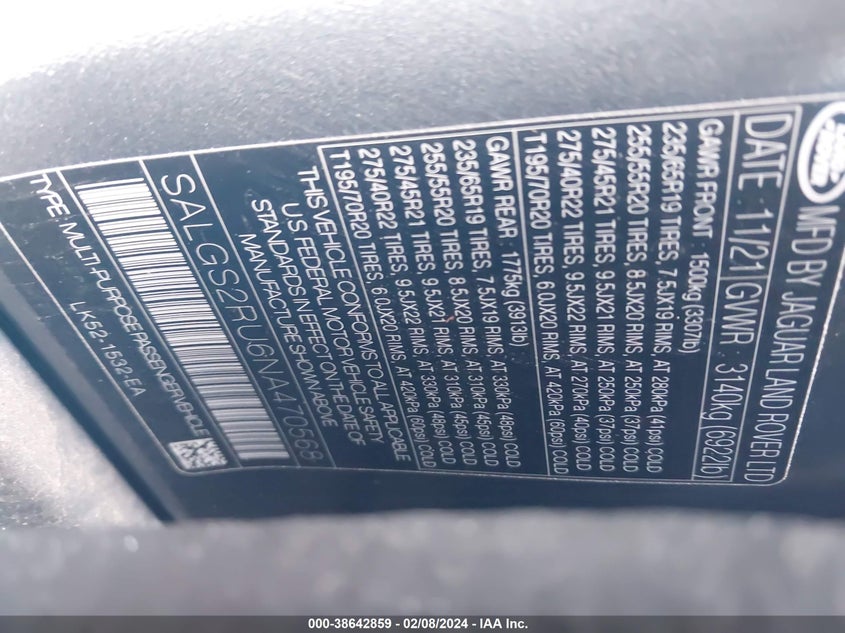 LAND ROVER
MFD BY JAGUAR LAND ROVER LTD
DATE 11/21 GVWR 3140kg (6922lb)
GAWR FRONT 1500kg (3307lb)
235/65R19 TIRES, 7.5JX19 RIMS, AT 280kPa (41psi) COLD
255/55R20 TIRES, 8.5JX20 RIMS, AT 250kPa (37psi) COLD
275/45R21 TIRES, 9.5JX21 RIMS, AT 250kPa (37psi) COLD
275/40R22 TIRES, 9.5JX22 RIMS, AT 270kPa (40psi) COLD
T195/70R20 TIRES, 6.0JX20 RIMS, AT 420kPa (60psi) COLD
GAWR REAR 1775kg (3913lb)
235/65R19 TIRES, 7.5JX19 RIMS, AT 330kPa (48psi) COLD
255/55R20 TIRES, 8.5JX20 RIMS, AT 310kPa (45psi) COLD
275/45R21 TIRES, 9.5JX21 RIMS, AT 310kPa (45psi) COLD
275/40R22 TIRES, 9.5JX22 RIMS, AT 330kPa (48psi) COLD
T195/70R20 TIRES, 6.0JX20 RIMS, AT 420kPa (60psi) COLD
THIS VEHICLE CONFORMS TO ALL APPLICABLE
U S FEDERAL MOTOR VEHICLE SAFETY
STANDARDS IN EFFECT ON THE DATE OF
MANUFACTURE SHOWN ABOVE
SALGS2RU6NA470668
TYPE : MULTI-PURPOSE PASSENGER VEHICLE
LK52-1532-EA
000-38642859 - 02/08/2024 - IAA Inc.